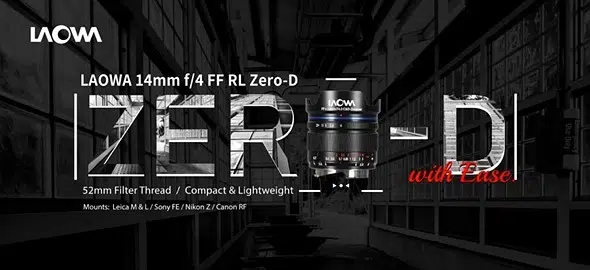 LAOWA
LAOWA 14mm f/4 FF RL Zero-D
LAOWA
ZERO-D
with Ease
52mm Filter Thread / Compact & Lightweight
Mounts: Leica M & L / Sony FE / Nikon Z / Canon RF